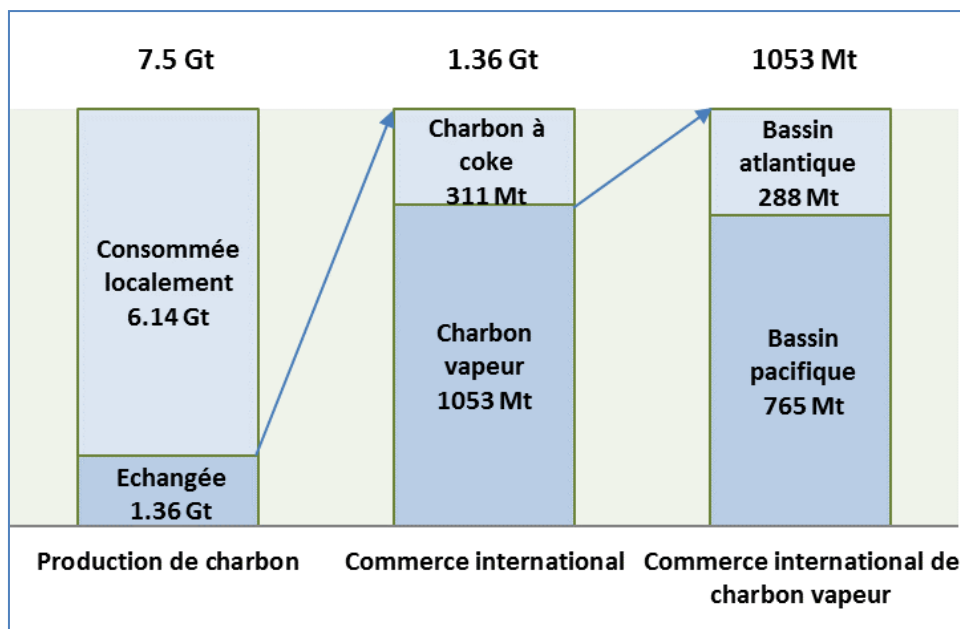 7.5 Gt
1.36 Gt
1053 Mt
Consommée
localement
6.14 Gt
Echangée
1.36 Gt
Charbon à
coke
311 Mt
Charbon
vapeur
1053 Mt
Bassin
atlantique
288 Mt
Bassin
pacifique
765 Mt
Production de charbon
Commerce international
Commerce international de
charbon vapeur